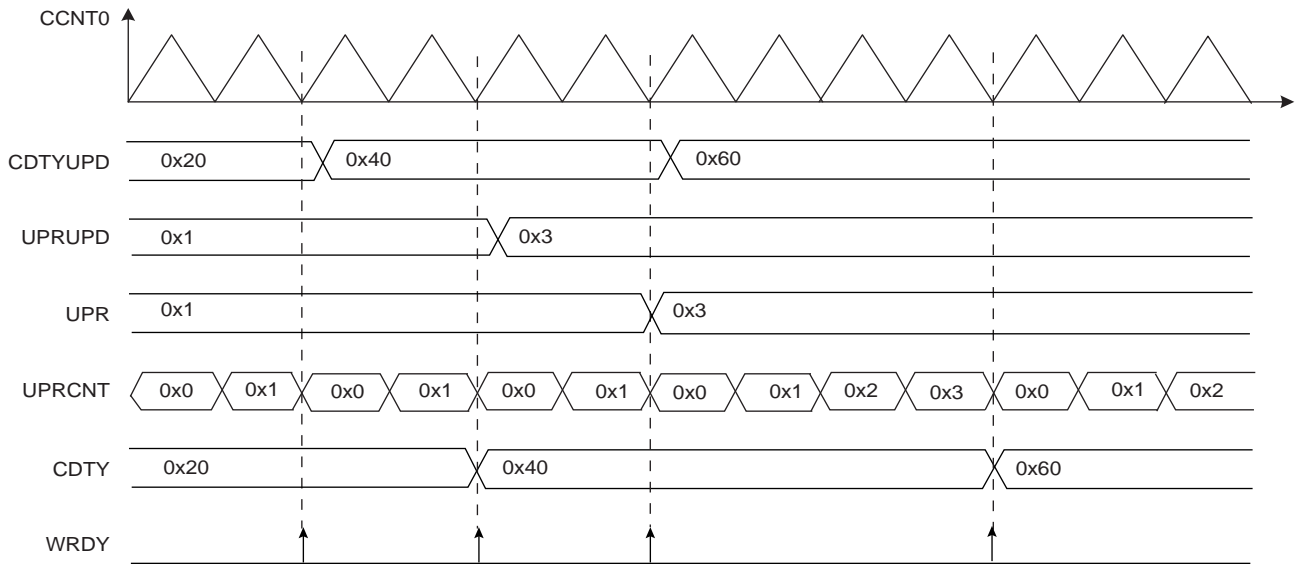 CCNT0
CDTYUPD 0x20 0x40 0x60
UPRUPD 0x1 0x3
UPR 0x1 0x3
UPRCNT 0x0 0x1 0x0 0x1 0x0 0x1 0x0 0x1 0x2 0x3 0x0 0x1 0x2
CDTY 0x20 0x40 0x60
WRDY